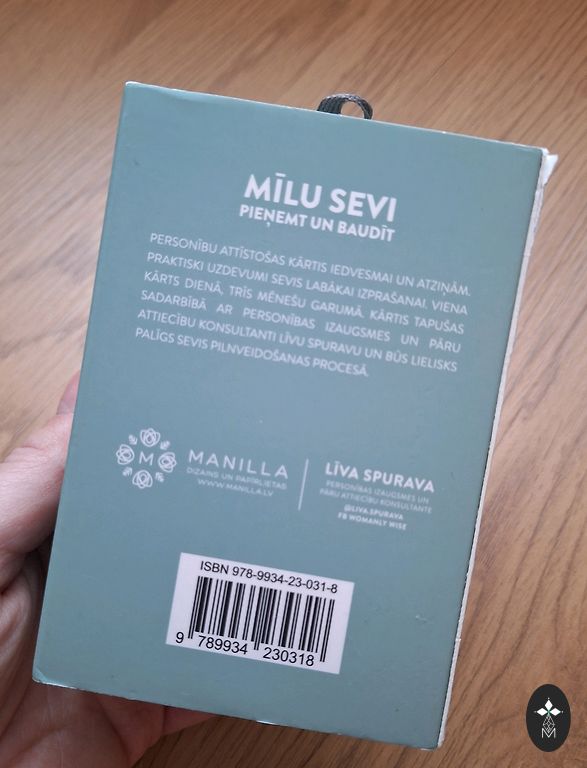 MĪLU SEVI
PIEŅEMT UN BAUDĪT
PERSONĪBU ATTĪSTOŠAS KĀRTIS IEDVESMAI UN ATZIŅĀM.
PRAKTISKI UZDEVUMI SEVIS LABĀKAI IZPRAŠANAI. VIENA
KĀRTS DIENĀ, TRĪS MĒNEŠU GARUMĀ. KĀRTIS TAPUŠAS
SADARBĪBĀ AR PERSONĪBAS IZAUGSMES UN PĀRU
ATTIECĪBU KONSULTANTI LĪVU SPURAVU UN BŪS LIELISKS
PALĪGS SEVIS PILNVEIDOŠANAS PROCESĀ.
M
MANILLA
DIZAINS UN PAPĪRLIETAS
WWW.MANILLA.LV
LĪVA SPURAVA
PERSONĪBAS IZAUGSMES UN
PĀRU ATTIECĪBU KONSULTANTE
@LIVA.SPURAVA
FB WOMANLY WISE
ISBN 978-9934-23-031-8
9 789934 230318
M